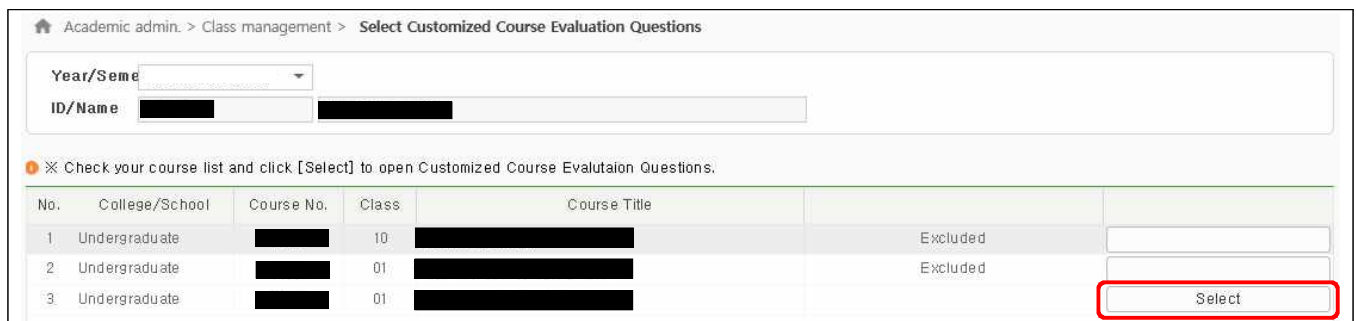 Academic admin. > Class management > Select Customized Course Evaluation Questions
Year/Seme
ID/Name
※ Check your course list and click [Select] to open Customized Course Evalutaion Questions.
No. College/School Course No. Class Course Title
1 Undergraduate 10 Excluded
2 Undergraduate 01 Excluded
3 Undergraduate 01 Select